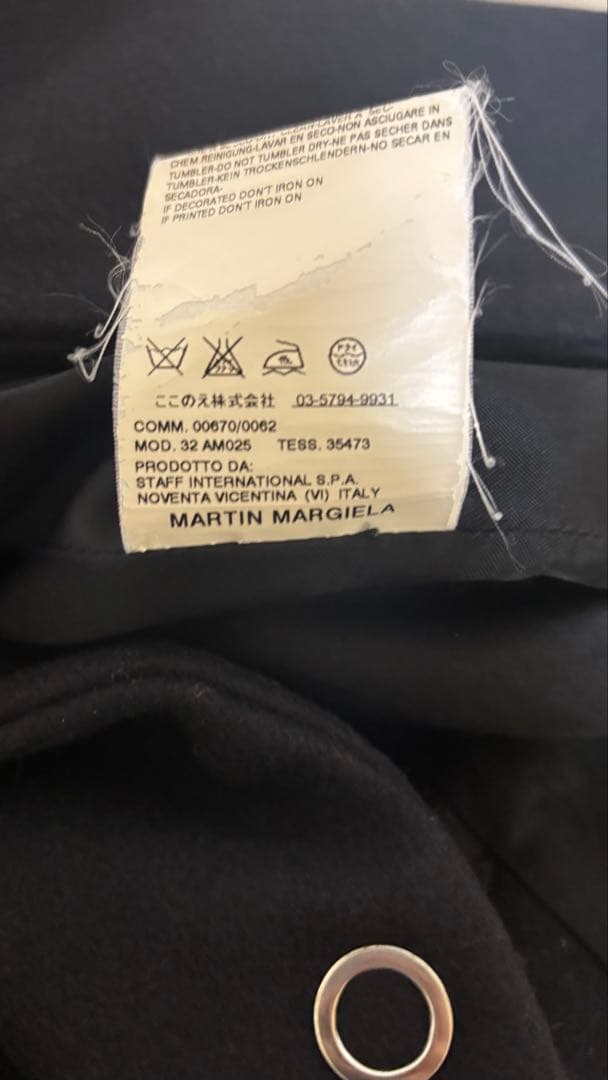 CLEAN-LAVER A SEC-
CHEM.REINIGUNG-LAVAR EN SECO-NON ASCIUGARE IN
TUMBLER-DO NOT TUMBLER DRY-NE PAS SECHER DANS
TUMBLER-KEIN TROCKENSCHLENDERN-NO SECAR EN
SECADORA-
IF DECORATED DON'T IRON ON
IF PRINTED DON'T IRON ON
ここのえ株式会社 03-5794-9931
COMM. 00670/0062
MOD. 32 AM025 TESS. 35473
PRODOTTO DA:
STAFF INTERNATIONAL S.P.A.
NOVENTA VICENTINA (VI) ITALY
MARTIN MARGIELA